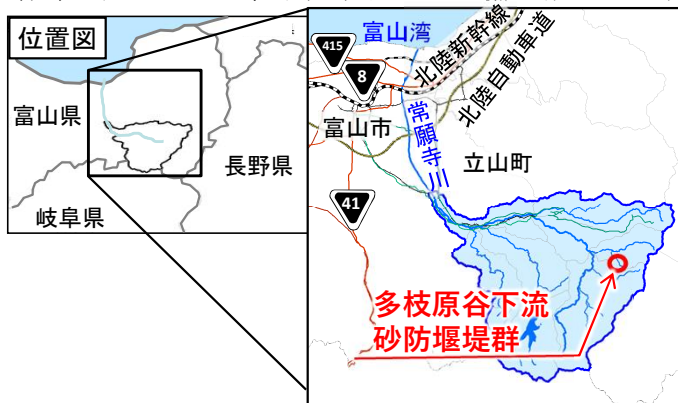 位置図
富山県
長野県
岐阜県
富山湾
415
8
北陸新幹線
北陸自動車道
富山市
常願寺川
立山町
41
多枝原谷下流
砂防堰堤群